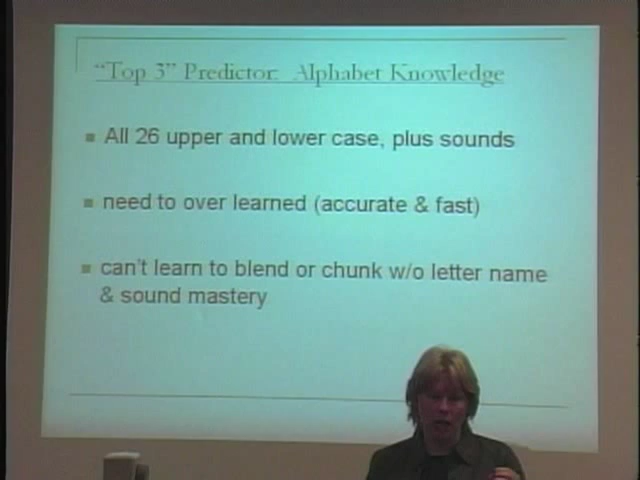 "Top 3" Predictor: Alphabet Knowledge
All 26 upper and lower case, plus sounds
need to over learned (accurate & fast)
can't learn to blend or chunk w/o letter name
& sound mastery